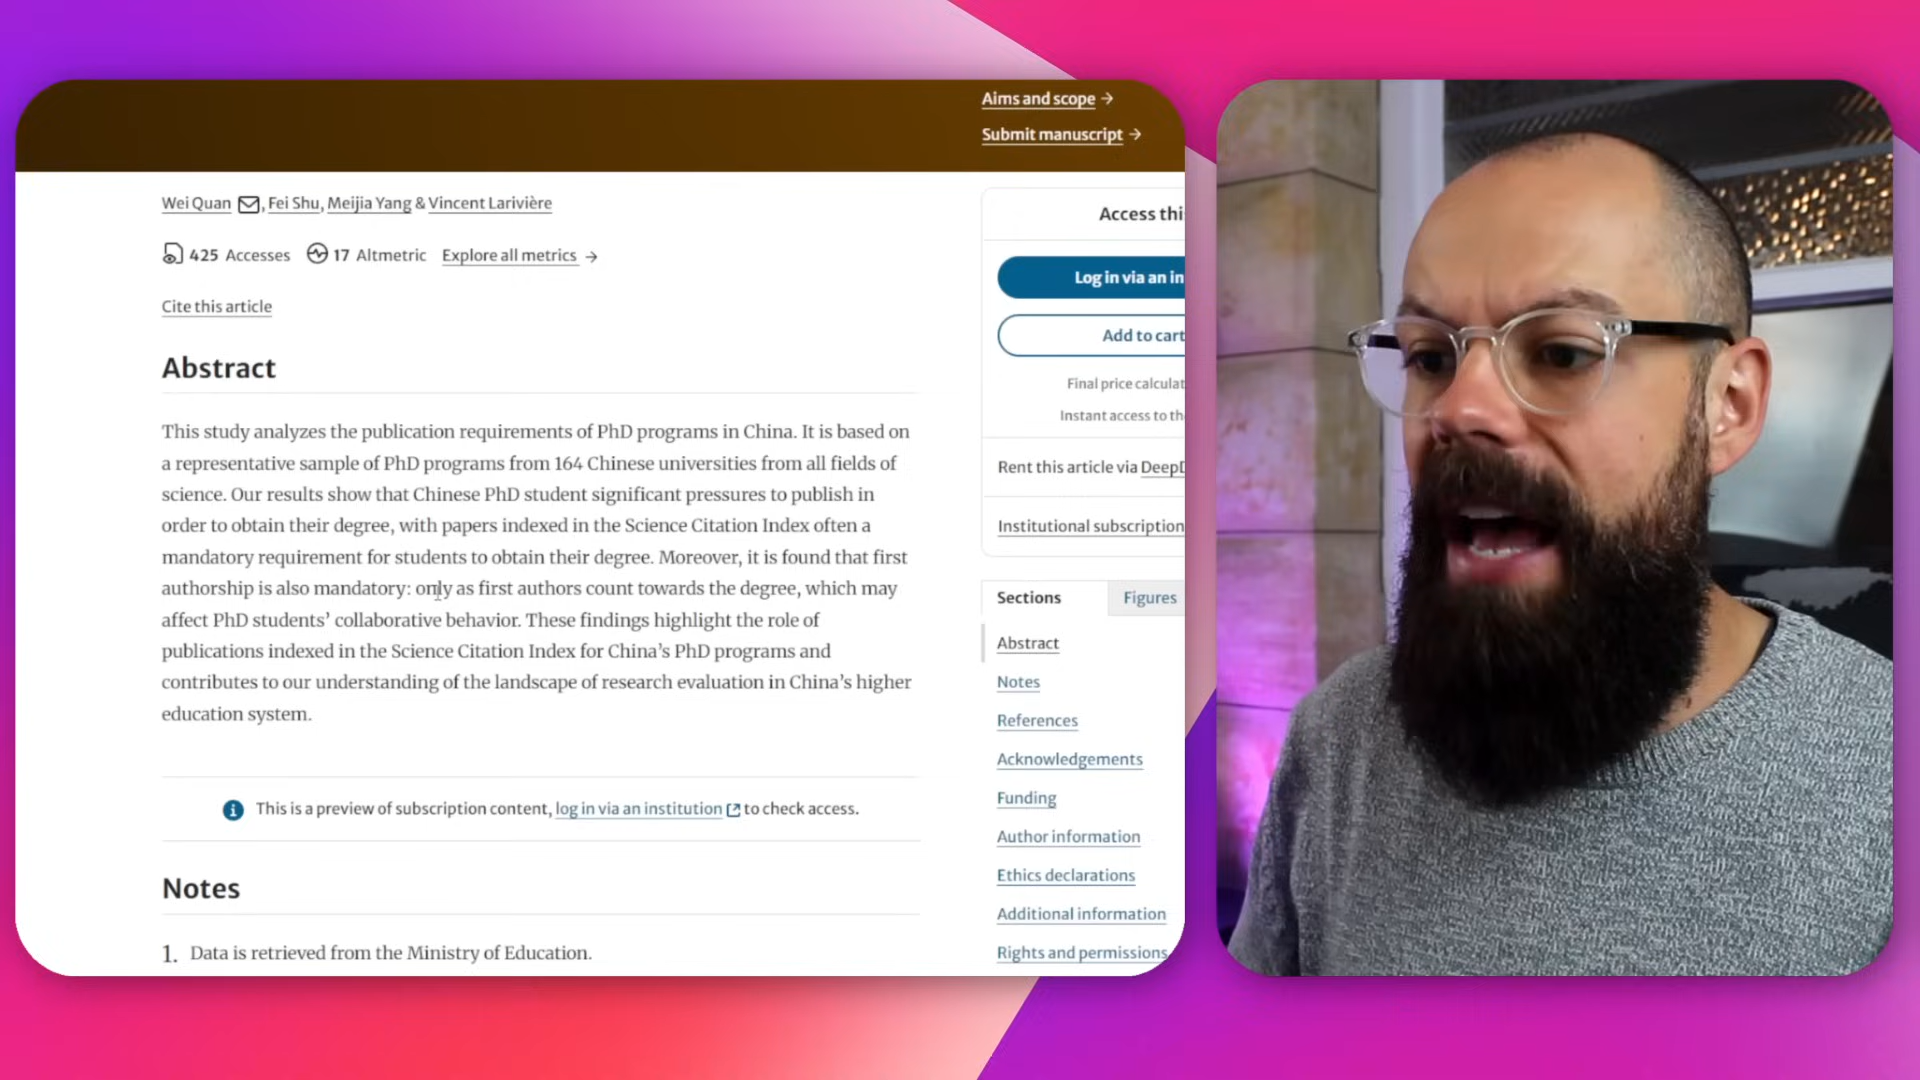 Aims and scope →
Submit manuscript →
Wei Quan, Fei Shu, Meijia Yang & Vincent Larivière
425 Accesses 17 Altmetric Explore all metrics →
Cite this article
Abstract
This study analyzes the publication requirements of PhD programs in China. It is based on
a representative sample of PhD programs from 164 Chinese universities from all fields of
science. Our results show that Chinese PhD student significant pressures to publish in
order to obtain their degree, with papers indexed in the Science Citation Index often a
mandatory requirement for students to obtain their degree. Moreover, it is found that first
authorship is also mandatory: only as first authors count towards the degree, which may
affect PhD students’ collaborative behavior. These findings highlight the role of
publications indexed in the Science Citation Index for China’s PhD programs and
contributes to our understanding of the landscape of research evaluation in China’s higher
education system.
This is a preview of subscription content, log in via an institution to check access.
Notes
1. Data is retrieved from the Ministry of Education.
Access thi
Log in via an in
Add to cart
Final price calculat
Instant access to th
Rent this article via Deep
Institutional subscription
Sections Figures
Abstract
Notes
References
Acknowledgements
Funding
Author information
Ethics declarations
Additional information
Rights and permissions